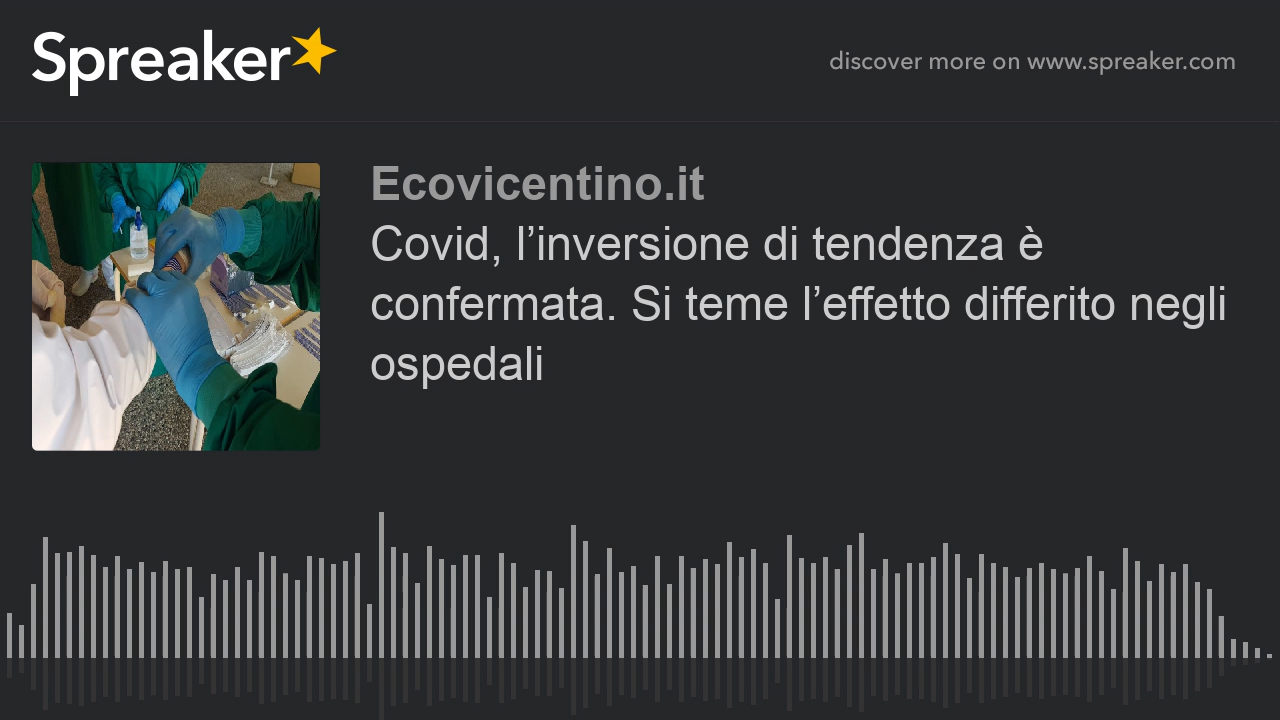 Spreaker
discover more on www.spreaker.com
Ecovicentino.it
Covid, l’inversione di tendenza è
confermata. Si teme l’effetto differito negli
ospedali